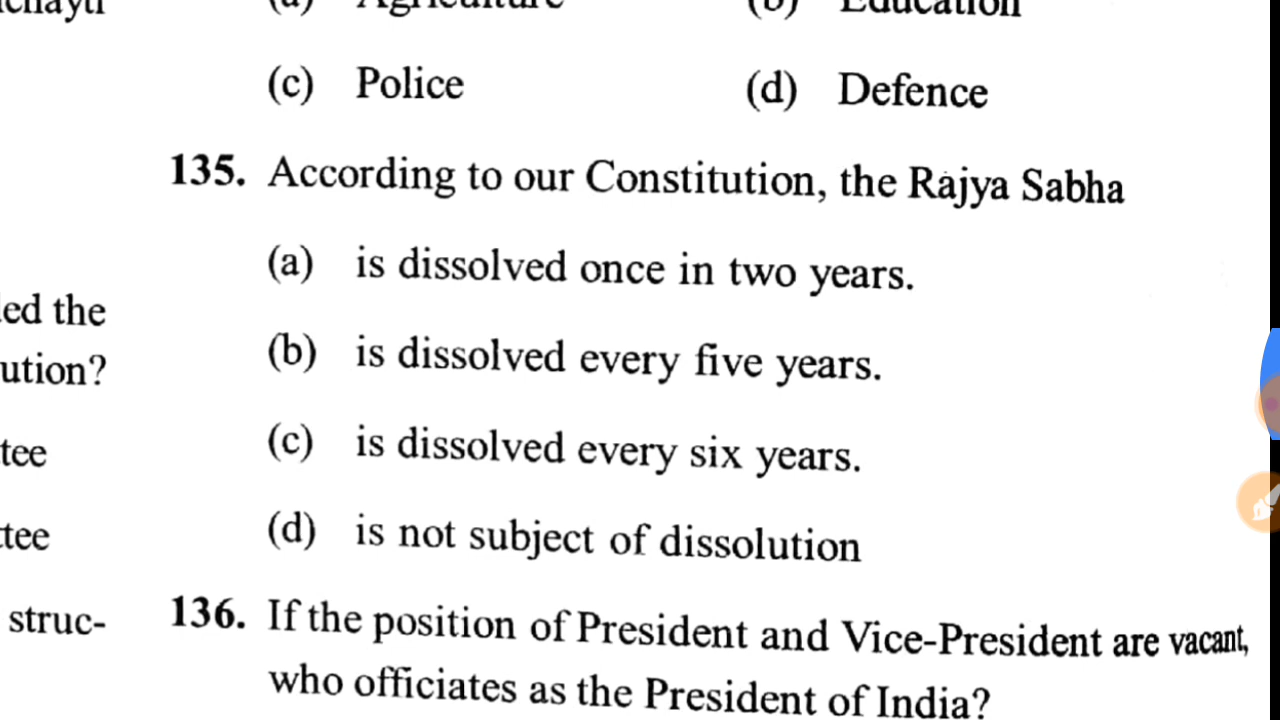 (a) Agriculture (b) Education
(c) Police (d) Defence
135. According to our Constitution, the Rajya Sabha
(a) is dissolved once in two years.
(b) is dissolved every five years.
ed the
ution?
(c) is dissolved every six years.
tee
(d) is not subject of dissolution
tee
struc-
136. If the position of President and Vice-President are vacant,
who officiates as the President of India?